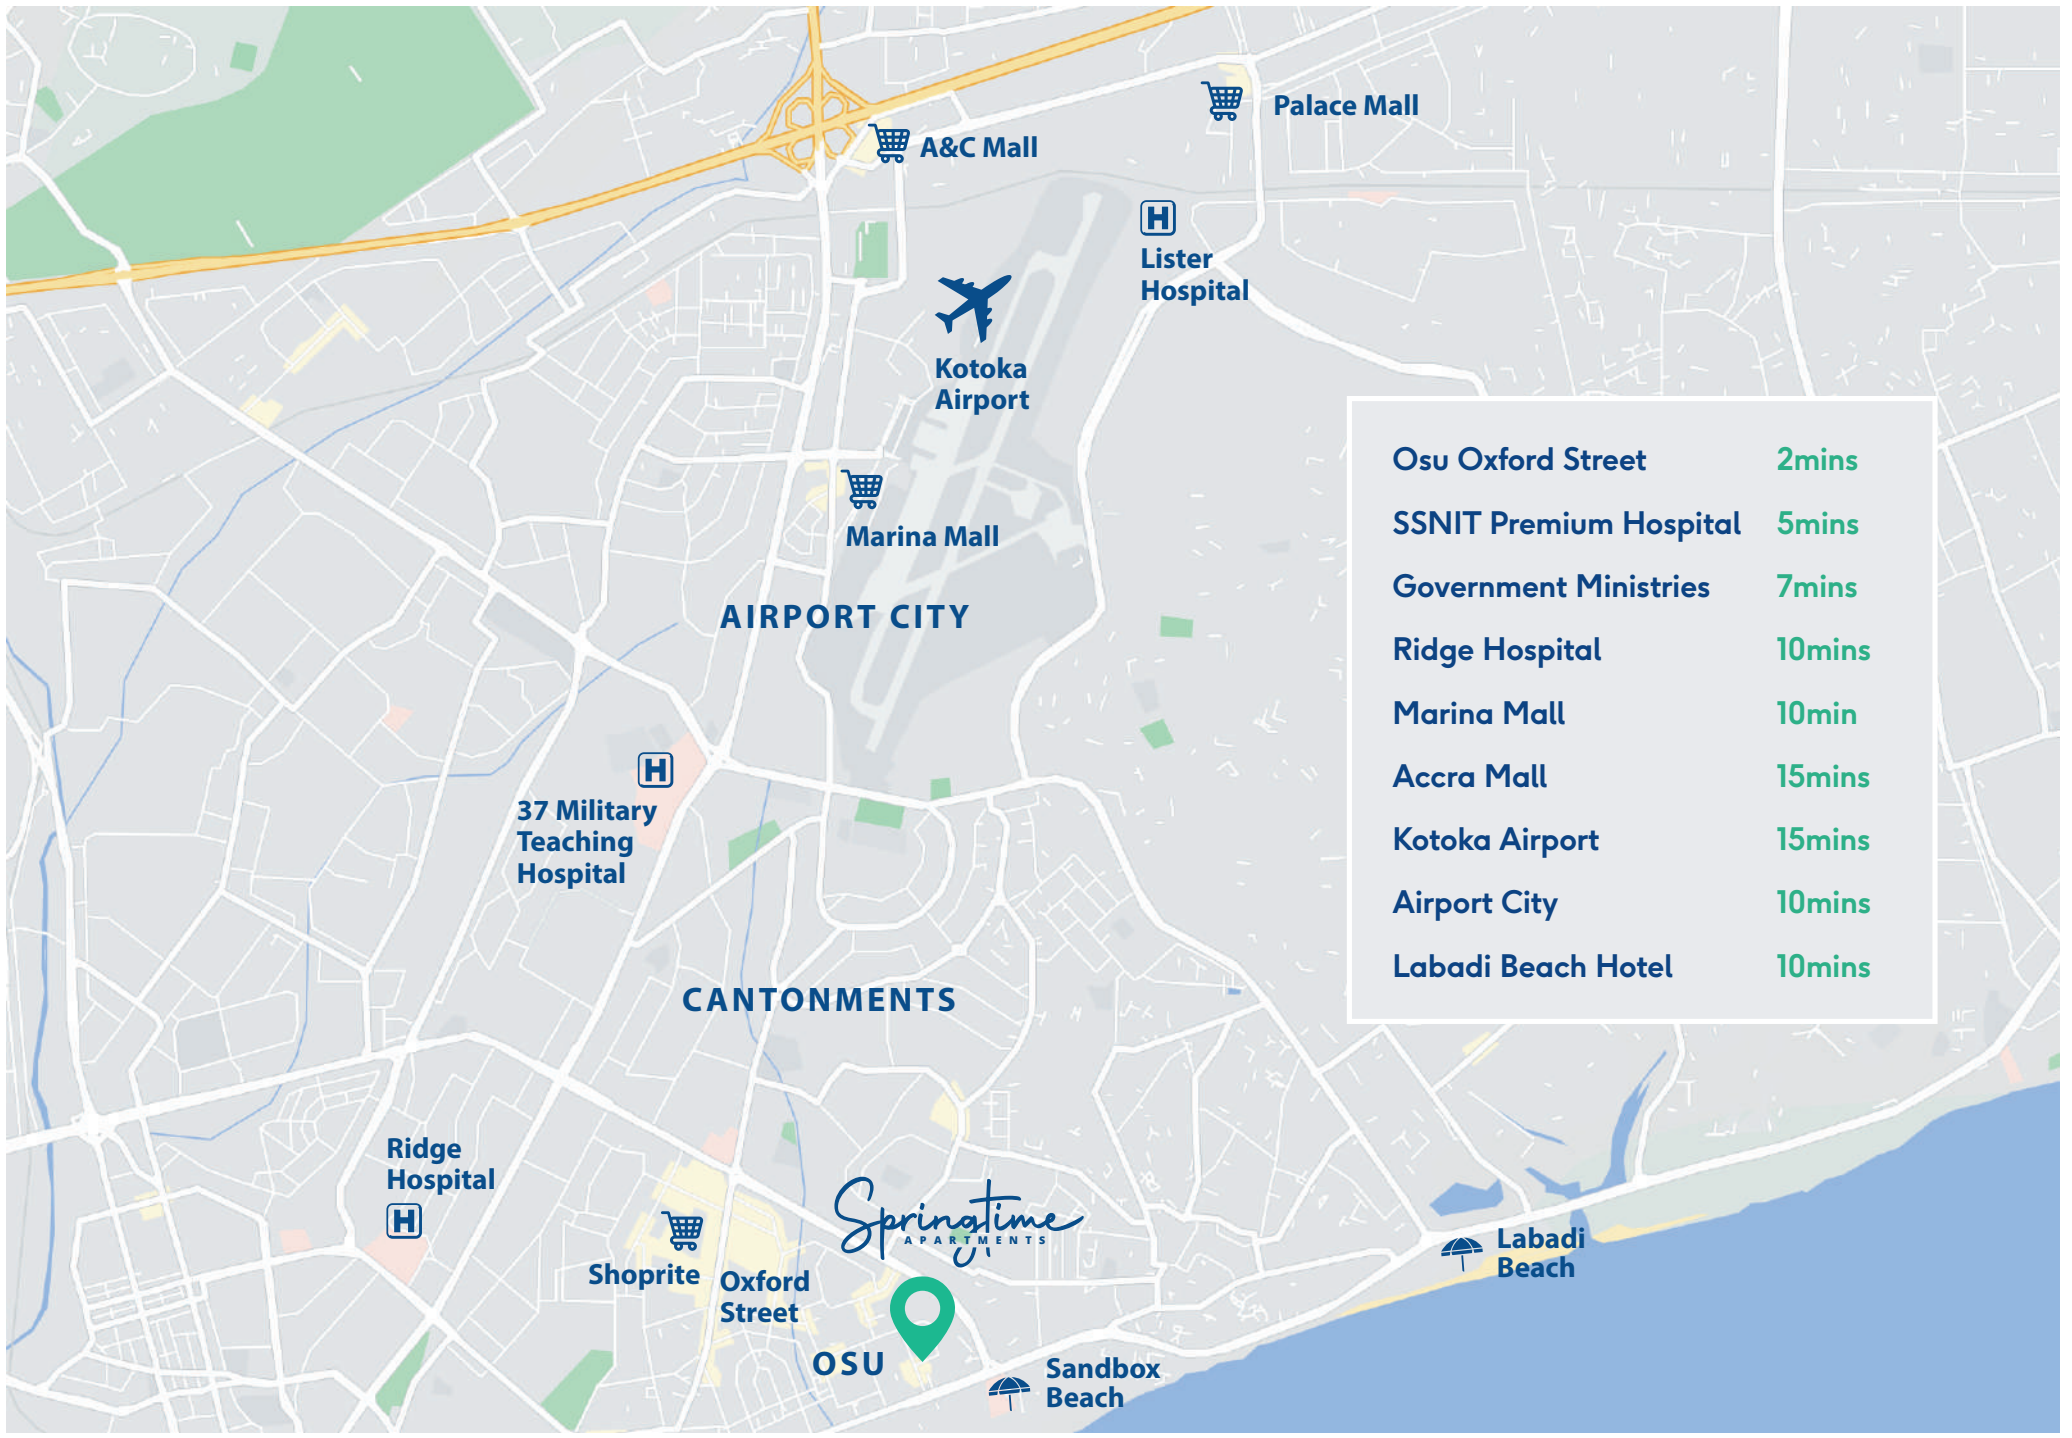 Palace Mall
A&C Mall
H
Lister
Hospital
Kotoka
Airport
Marina Mall
AIRPORT CITY
H
37 Military
Teaching
Hospital
CANTONMENTS
Ridge
Hospital
H
Shoprite
Oxford
Street
Springtime
APARTMENTS
OSU
Sandbox
Beach
Labadi
Beach
Osu Oxford Street 2mins
SSNIT Premium Hospital 5mins
Government Ministries 7mins
Ridge Hospital 10mins
Marina Mall 10min
Accra Mall 15mins
Kotoka Airport 15mins
Airport City 10mins
Labadi Beach Hotel 10mins